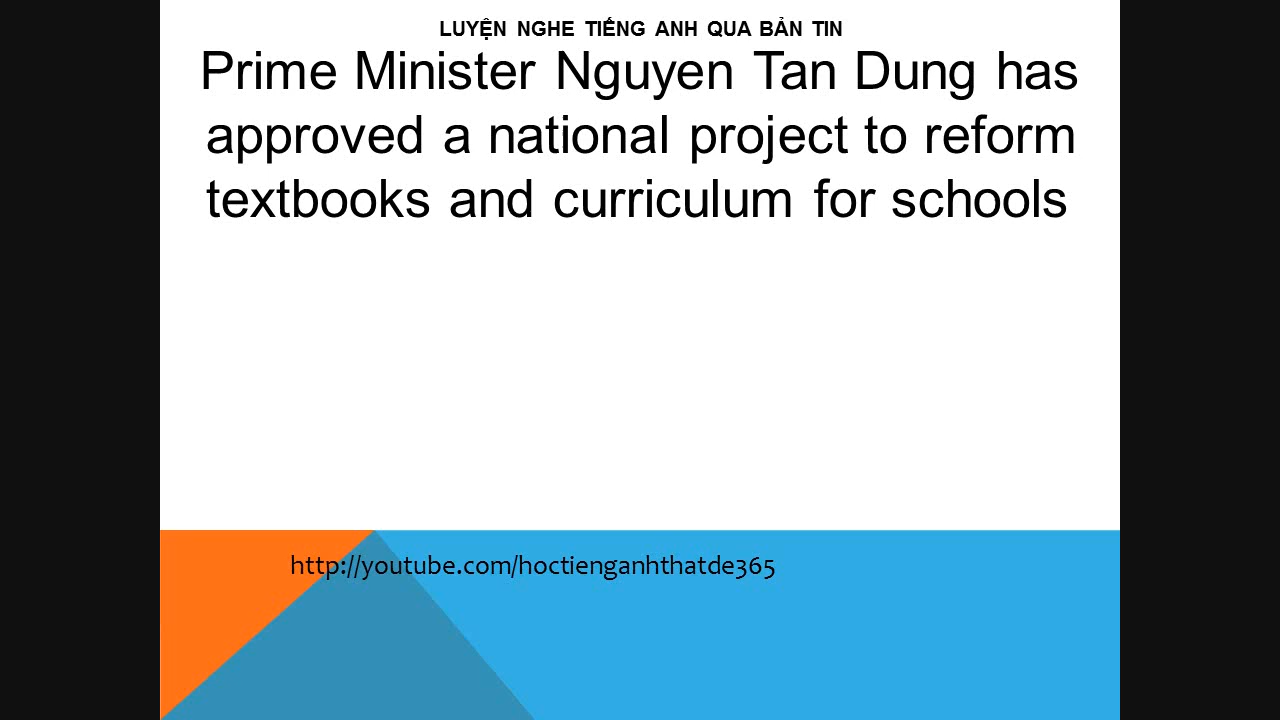 LUYỆN NGHE TIẾNG ANH QUA BẢN TIN
Prime Minister Nguyen Tan Dung has
approved a national project to reform
textbooks and curriculum for schools
http://youtube.com/hoctienganhthatde365